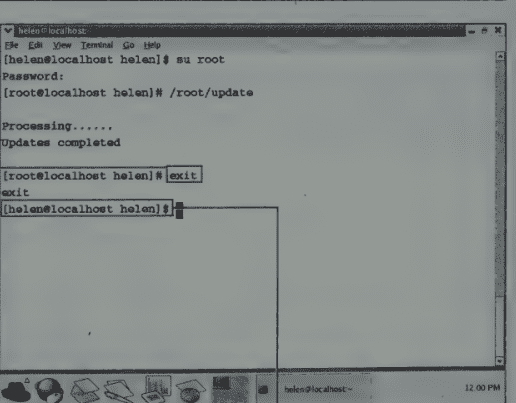 helen@localhost:
File Edit View Terminal Go Help
[helen@localhost helen]$ su root
Password:
[root@localhost helen]# /root/update
Processing......
Updates completed
[root@localhost helen]# exit
exit
[helen@localhost helen]$
helen@localhost:~
12:00 PM